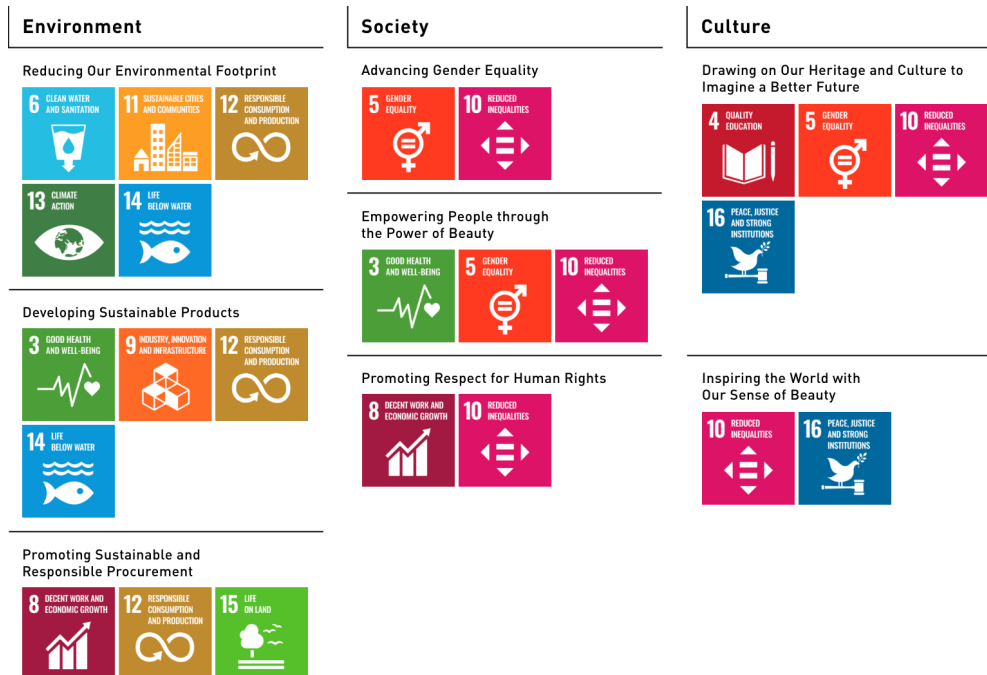 Environment
Reducing Our Environmental Footprint
6 CLEAN WATER
AND SANITATION
11 SUSTAINABLE CITIES
AND COMMUNITIES
12 RESPONSIBLE
CONSUMPTION
AND PRODUCTION
13 CLIMATE
ACTION
14 LIFE
BELOW WATER
Developing Sustainable Products
3 GOOD HEALTH
AND WELL-BEING
9 INDUSTRY, INNOVATION
AND INFRASTRUCTURE
12 RESPONSIBLE
CONSUMPTION
AND PRODUCTION
14 LIFE
BELOW WATER
Promoting Sustainable and
Responsible Procurement
8 DECENT WORK AND
ECONOMIC GROWTH
12 RESPONSIBLE
CONSUMPTION
AND PRODUCTION
15 LIFE
ON LAND
Society
Advancing Gender Equality
5 GENDER
EQUALITY
10 REDUCED
INEQUALITIES
Empowering People through
the Power of Beauty
3 GOOD HEALTH
AND WELL-BEING
5 GENDER
EQUALITY
10 REDUCED
INEQUALITIES
Promoting Respect for Human Rights
8 DECENT WORK AND
ECONOMIC GROWTH
10 REDUCED
INEQUALITIES
Culture
Drawing on Our Heritage and Culture to
Imagine a Better Future
4 QUALITY
EDUCATION
5 GENDER
EQUALITY
10 REDUCED
INEQUALITIES
16 PEACE, JUSTICE
AND STRONG
INSTITUTIONS
Inspiring the World with
Our Sense of Beauty
10 REDUCED
INEQUALITIES
16 PEACE, JUSTICE
AND STRONG
INSTITUTIONS